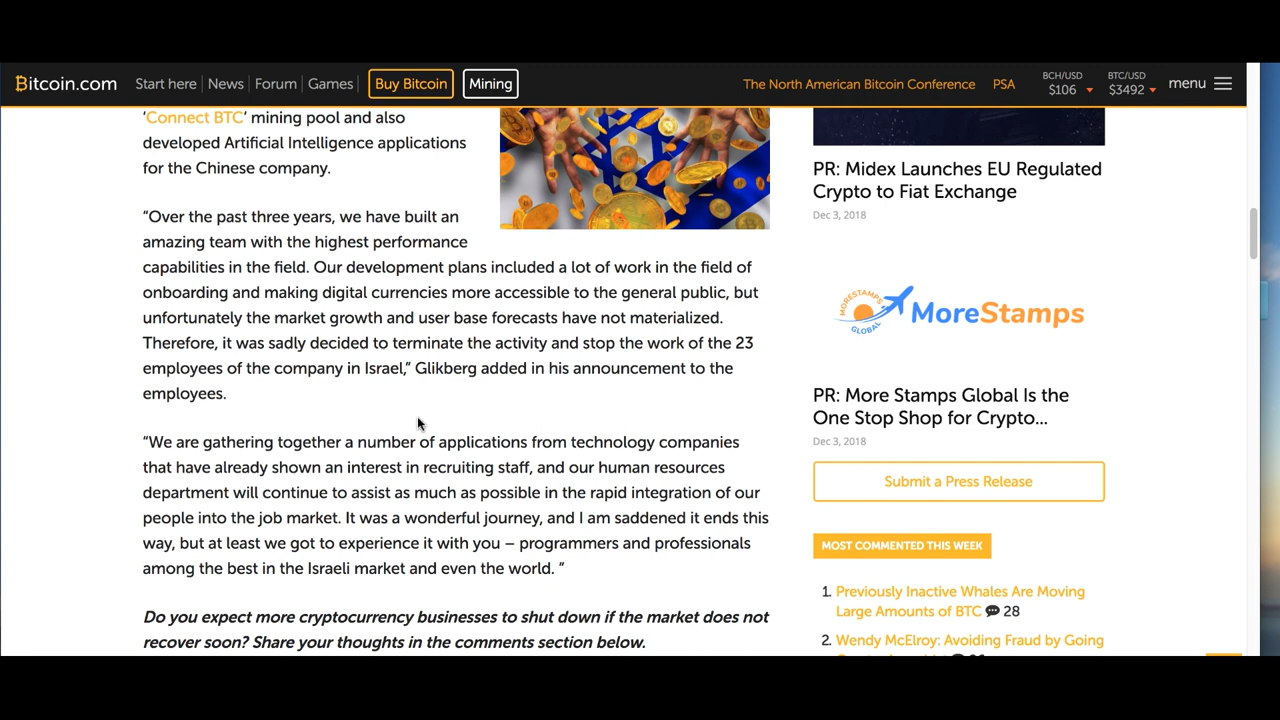 Bitcoin.com Start here News Forum Games Buy Bitcoin Mining The North American Bitcoin Conference PSA BCH/USD $106 BTC/USD $3492 menu
‘Connect BTC’ mining pool and also
developed Artificial Intelligence applications
for the Chinese company.
“Over the past three years, we have built an
amazing team with the highest performance
capabilities in the field. Our development plans included a lot of work in the field of
onboarding and making digital currencies more accessible to the general public, but
unfortunately the market growth and user base forecasts have not materialized.
Therefore, it was sadly decided to terminate the activity and stop the work of the 23
employees of the company in Israel,” Glikberg added in his announcement to the
employees.
“We are gathering together a number of applications from technology companies
that have already shown an interest in recruiting staff, and our human resources
department will continue to assist as much as possible in the rapid integration of our
people into the job market. It was a wonderful journey, and I am saddened it ends this
way, but at least we got to experience it with you – programmers and professionals
among the best in the Israeli market and even the world. ”
Do you expect more cryptocurrency businesses to shut down if the market does not
recover soon? Share your thoughts in the comments section below.
PR: Midex Launches EU Regulated
Crypto to Fiat Exchange
Dec 3, 2018
MORESTAMPS GLOBAL MoreStamps
PR: More Stamps Global Is the
One Stop Shop for Crypto...
Dec 3, 2018
Submit a Press Release
MOST COMMENTED THIS WEEK
1. Previously Inactive Whales Are Moving
Large Amounts of BTC 28
2. Wendy McElroy: Avoiding Fraud by Going